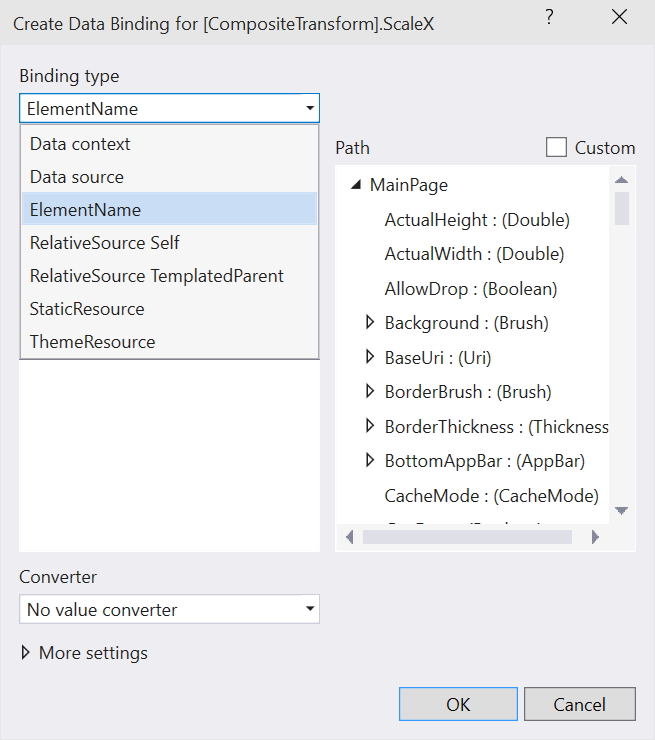 Create Data Binding for [CompositeTransform].ScaleX
?
Binding type
ElementName
Data context
Data source
ElementName
RelativeSource Self
RelativeSource TemplatedParent
StaticResource
ThemeResource
Path
Custom
MainPage
ActualHeight : (Double)
ActualWidth : (Double)
AllowDrop : (Boolean)
Background : (Brush)
BaseUri : (Uri)
BorderBrush : (Brush)
BorderThickness : (Thickness
BottomAppBar : (AppBar)
CacheMode : (CacheMode)
Converter
No value converter
More settings
OK
Cancel